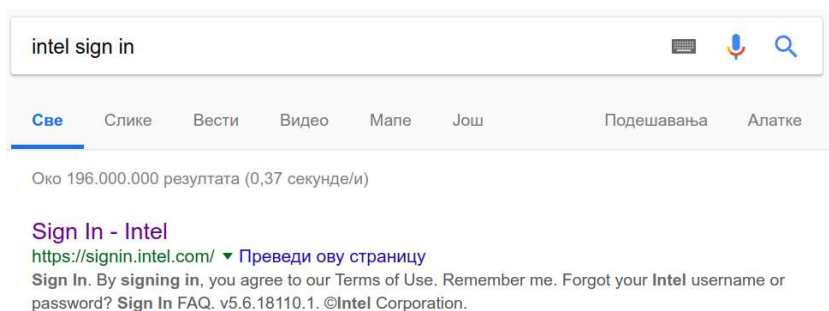 intel sign in
Све Слике Вести Видео Мапе Још Подешавања Алатке
Око 196.000.000 резултата (0,37 секунде/и)
Sign In - Intel
https://signin.intel.com/ ▼ Преведи ову страницу
Sign In. By signing in, you agree to our Terms of Use. Remember me. Forgot your Intel username or
password? Sign In FAQ. v5.6.18110.1. ©Intel Corporation.